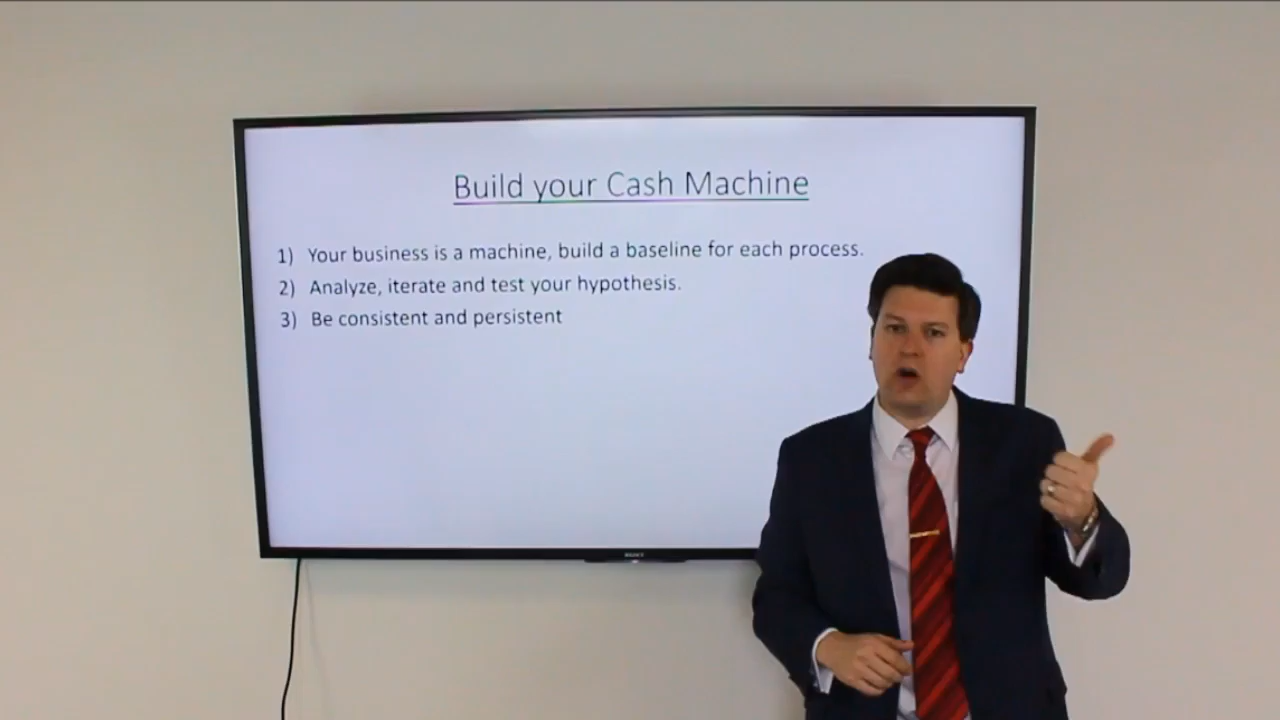 Build your Cash Machine
1) Your business is a machine, build a baseline for each process.
2) Analyze, iterate and test your hypothesis.
3) Be consistent and persistent
SONY